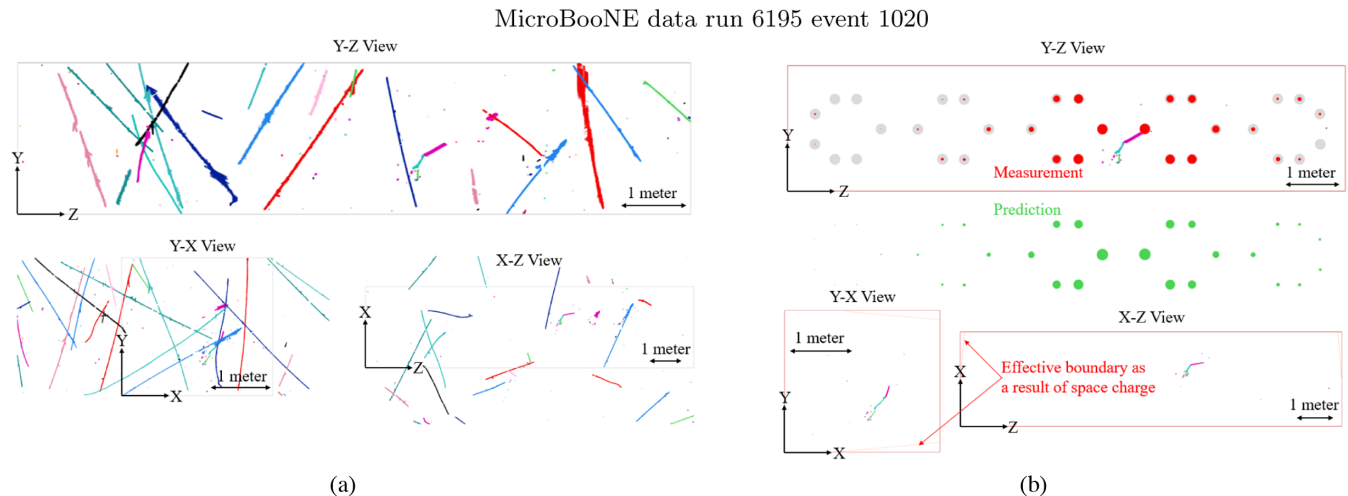 MicroBooNE data run 6195 event 1020
Y-Z View
Y
Z
1 meter
Y-X View
Y
X
1 meter
X-Z View
X
Z
1 meter
(a)
Y-Z View
Y
Z
Measurement
1 meter
Prediction
Y-X View
1 meter
Y
X
X-Z View
Effective boundary as
a result of space charge
X
Z
1 meter
(b)